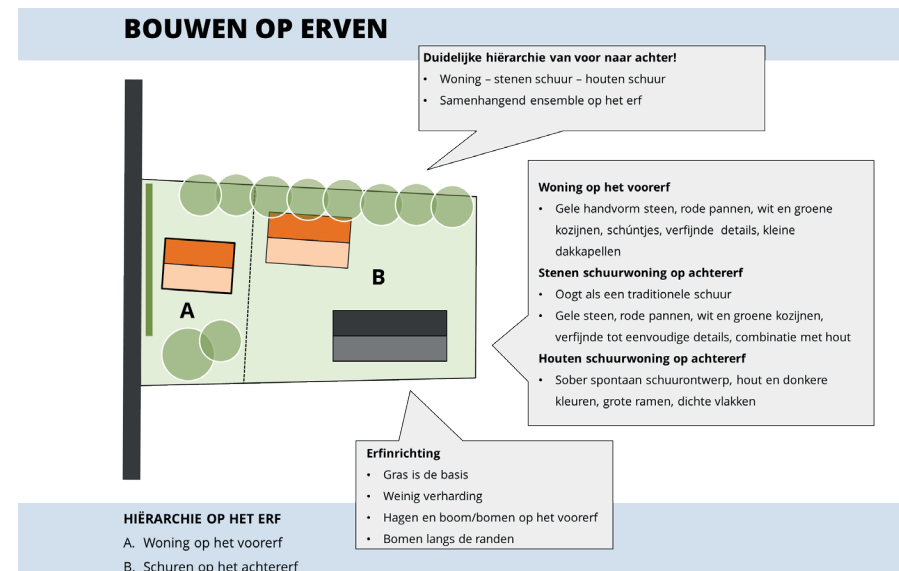 BOUWEN OP ERVEN
Duidelijke hiërarchie van voor naar achter!
• Woning – stenen schuur – houten schuur
• Samenhangend ensemble op het erf
Woning op het voorerf
• Gele handvorm steen, rode pannen, wit en groene
kozijnen, schúntjes, verfijnde details, kleine
dakkapellen
Stenen schuurwoning op achtererf
• Oogt als een traditionele schuur
• Gele steen, rode pannen, wit en groene kozijnen,
verfijnde tot eenvoudige details, combinatie met hout
Houten schuurwoning op achtererf
• Sober spontaan schuurontwerp, hout en donkere
kleuren, grote ramen, dichte vlakken
A
B
Erfinrichting
• Gras is de basis
• Weinig verharding
• Hagen en boom/bomen op het voorerf
• Bomen langs de randen
HIËRARCHIE OP HET ERF
A. Woning op het voorerf
B. Schuren op het achtererf